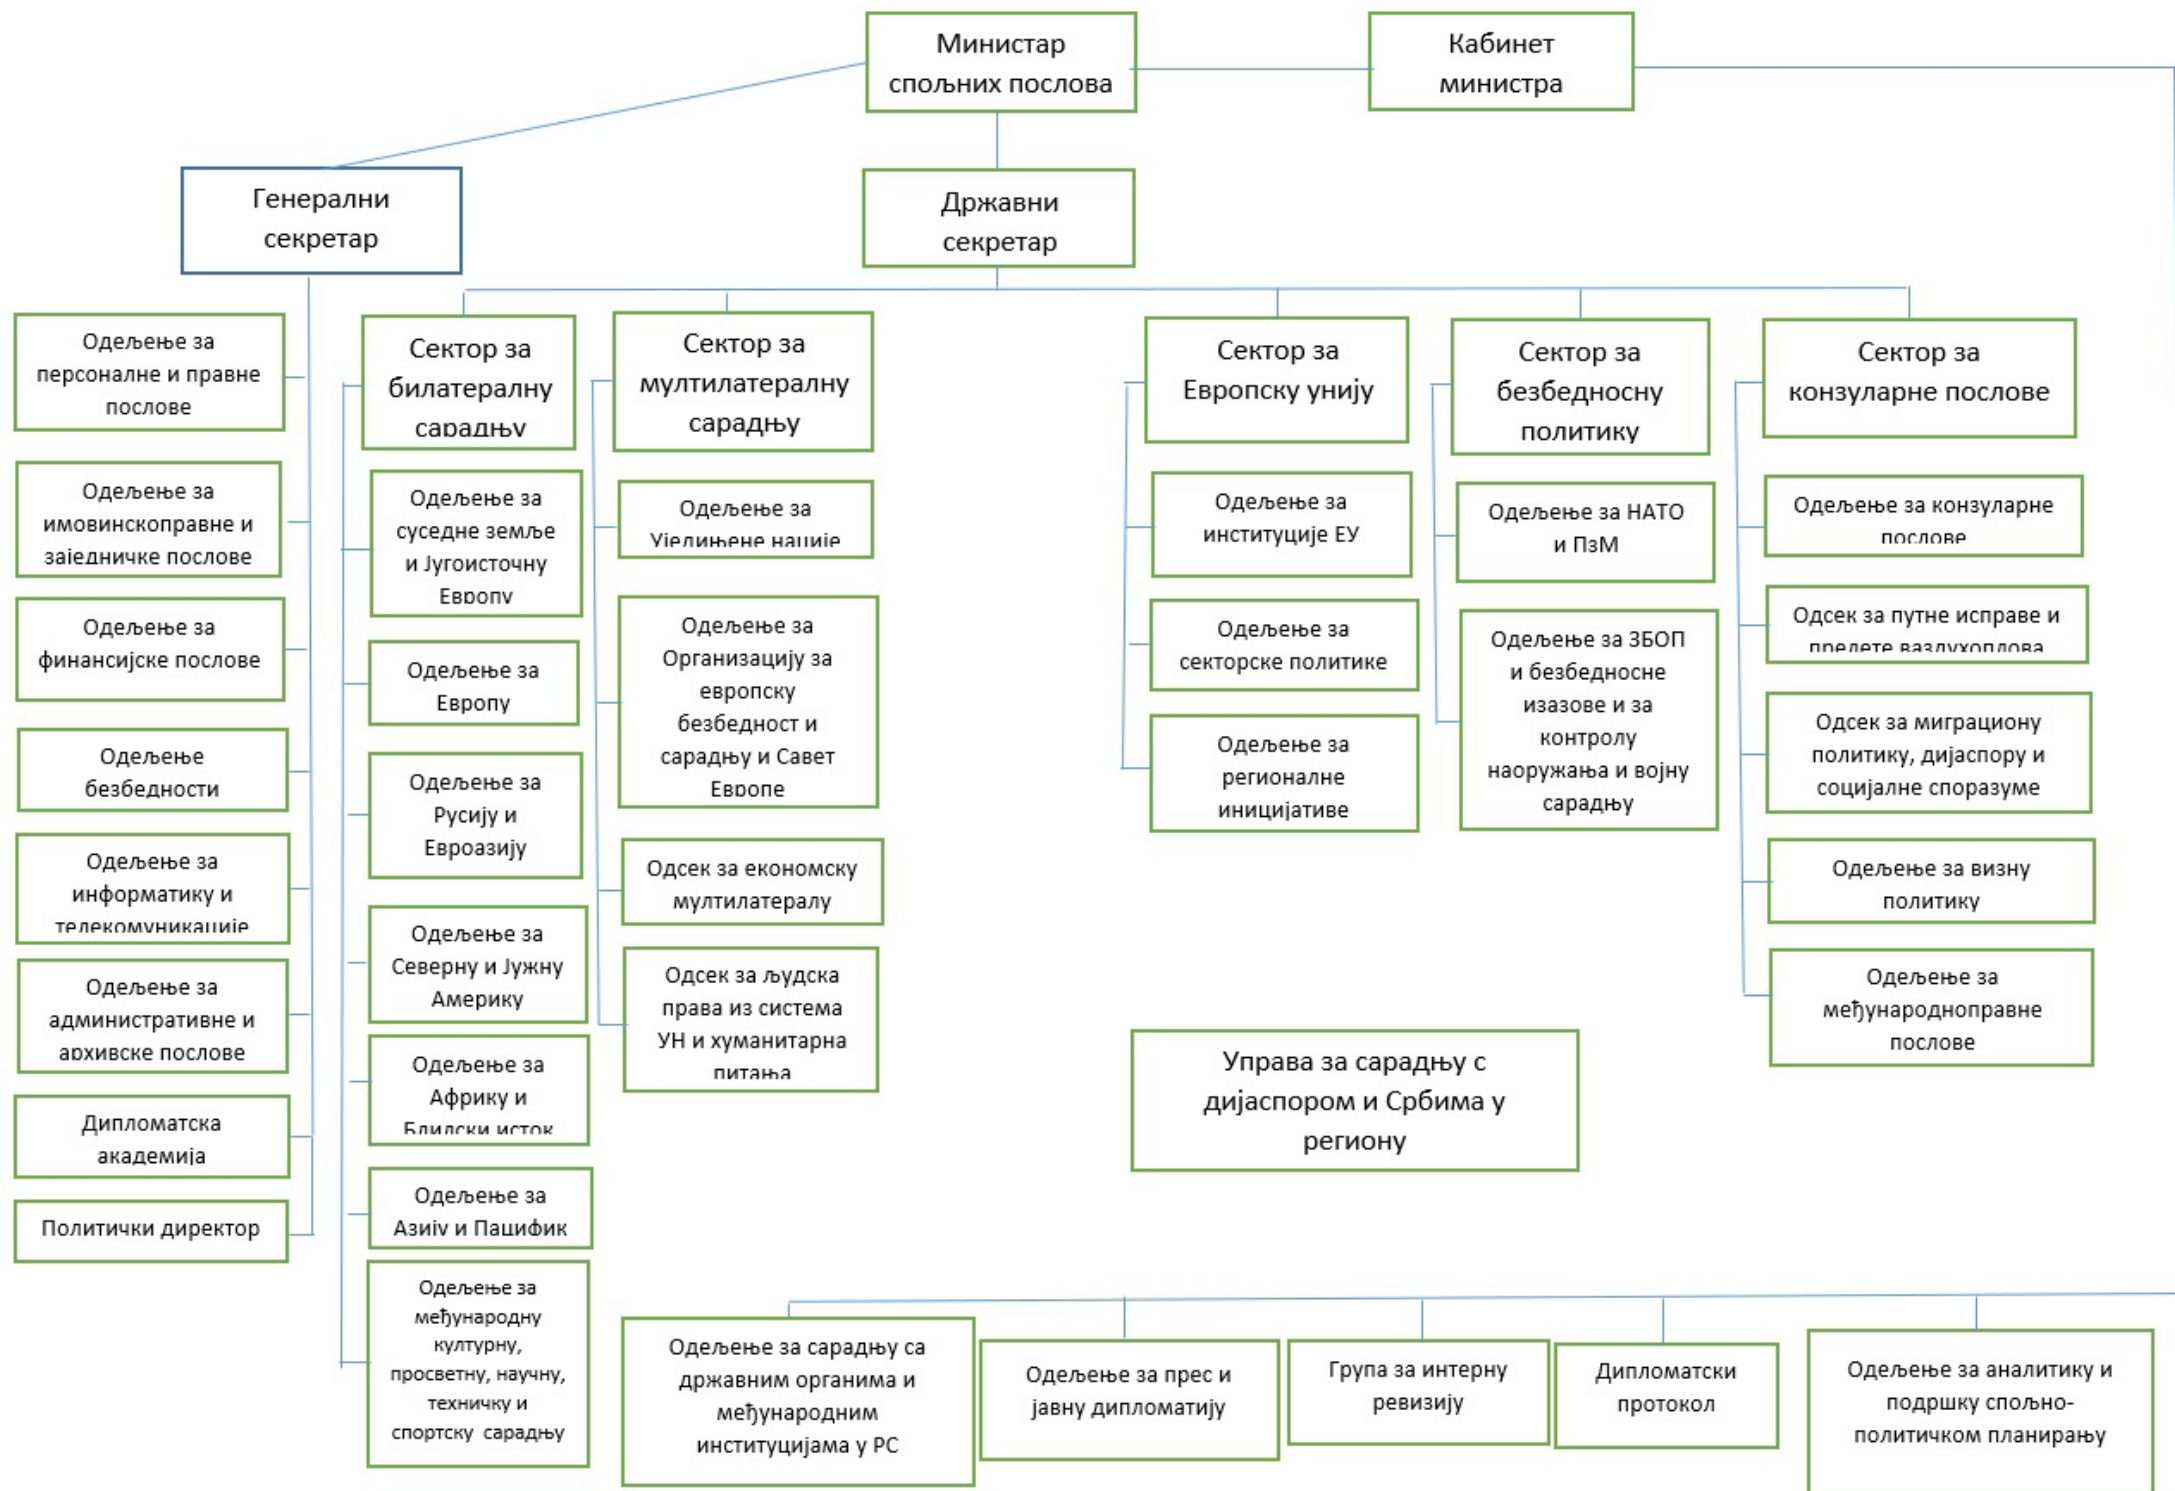 Министар
спољних послова
Кабинет
министра
Генерални
секретар
Државни
секретар
Одељење за
персоналне и правне
послове
Одељење за
имовинскоправне и
заједничке послове
Одељење за
финансијске послове
Одељење
безбедности
Одељење за
информатику и
телекомуникације
Одељење за
административне и
архивске послове
Дипломатска
академија
Политички директор
Сектор за
билатералну
сарадњу
Одељење за
суседне земље
и Југоисточну
Европу
Одељење за
Европу
Одељење за
Русију и
Евроазију
Одељење за
Северну и Јужну
Америку
Одељење за
Африку и
Блиски исток
Одељење за
Азију и Пацифик
Одељење за
међународну
културну,
просветну, научну,
техничку и
спортску сарадњу
Сектор за
мултилатералну
сарадњу
Одељење за
Уједињене нације
Одељење за
Организацију за
европску
безбедност и
сарадњу и Савет
Европе
Одсек за економску
мултилатералу
Одсек за људска
права из система
УН и хуманитарна
питања
Сектор за
Европску унију
Одељење за
институције ЕУ
Одељење за
секторске политике
Одељење за
регионалне
иницијативе
Сектор за
безбедносну
политику
Одељење за НАТО
и ПзМ
Одељење за ЗБОП
и безбедносне
изазове и за
контролу
наоружања и војну
сарадњу
Сектор за
конзуларне послове
Одељење за конзуларне
послове
Одсек за путне исправе и
прелете ваздухоплова
Одсек за миграциону
политику, дијаспору и
социјалне споразуме
Одељење за визну
политику
Одељење за
међународноправне
послове
Управа за сарадњу с
дијаспором и Србима у
региону
Одељење за сарадњу са
државним органима и
међународним
институцијама у РС
Одељење за прес и
јавну дипломатију
Група за интерну
ревизију
Дипломатски
протокол
Одељење за аналитику и
подршку спољно-
политичком планирању